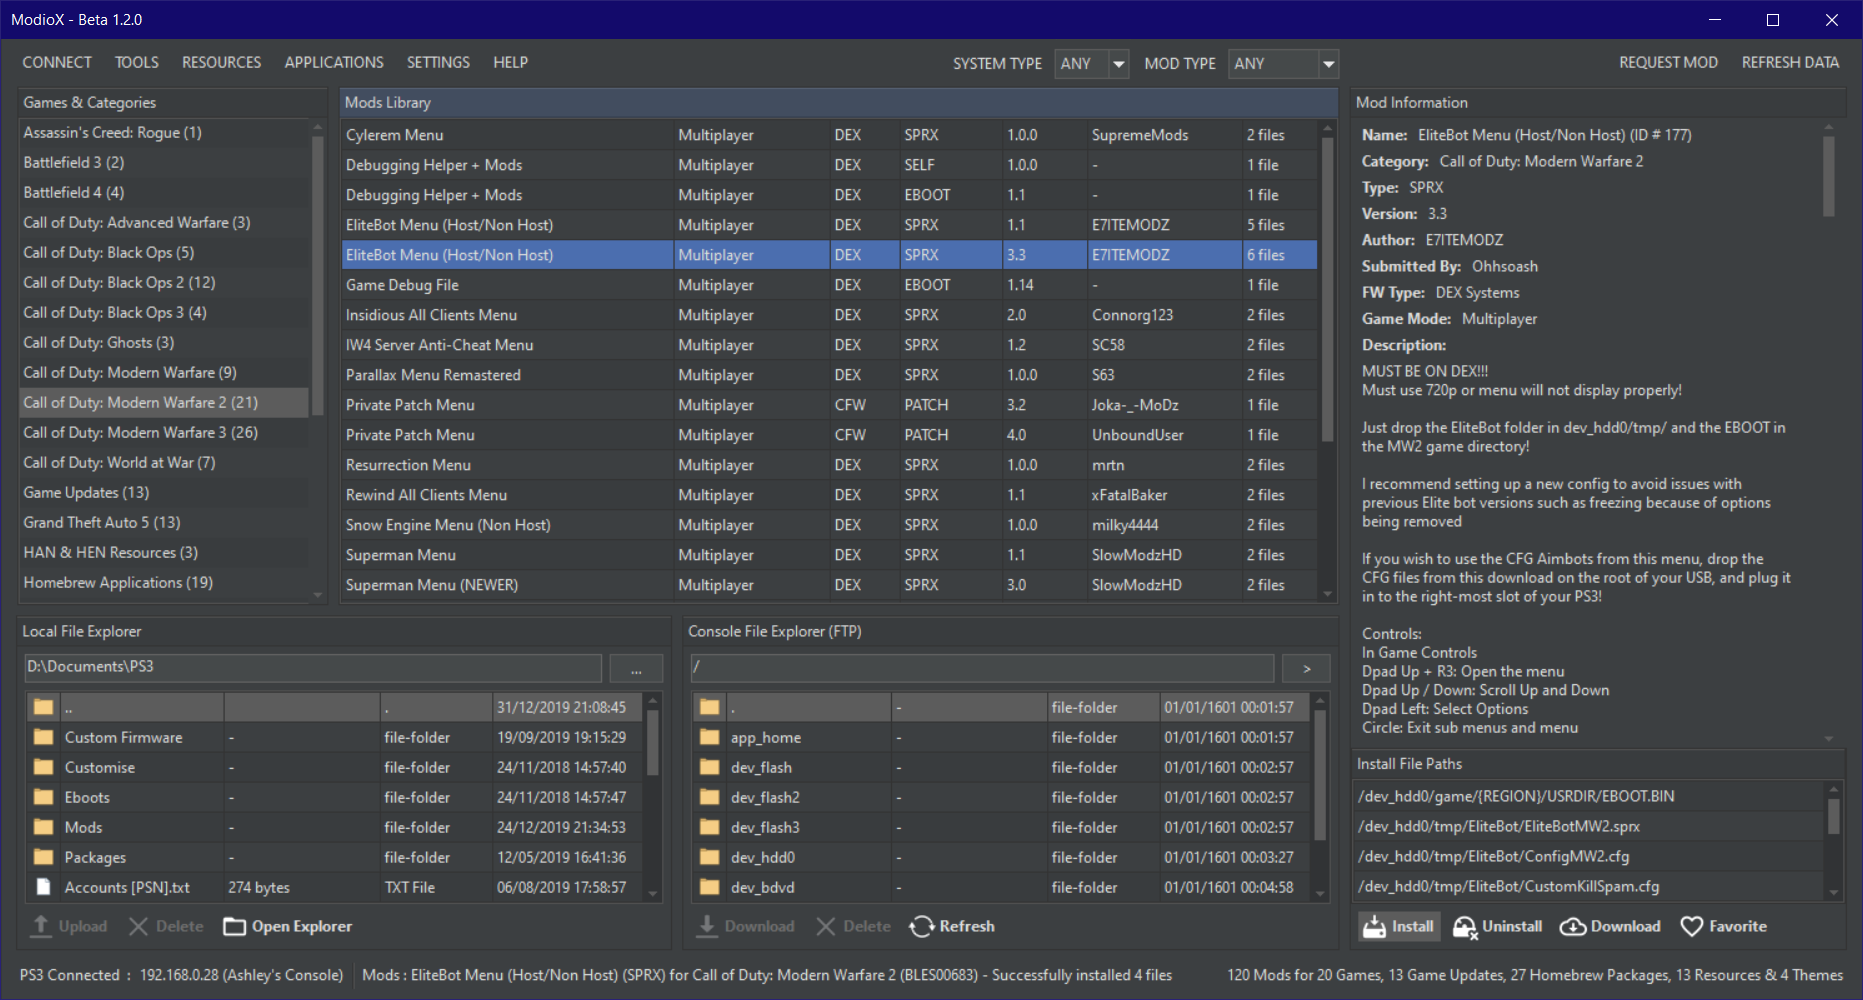 ModioX - Beta 1.2.0
CONNECT TOOLS RESOURCES APPLICATIONS SETTINGS HELP SYSTEM TYPE ANY MOD TYPE ANY REQUEST MOD REFRESH DATA
Games & Categories
Assassin's Creed: Rogue (1)
Battlefield 3 (2)
Battlefield 4 (4)
Call of Duty: Advanced Warfare (3)
Call of Duty: Black Ops (5)
Call of Duty: Black Ops 2 (12)
Call of Duty: Black Ops 3 (4)
Call of Duty: Ghosts (3)
Call of Duty: Modern Warfare (9)
Call of Duty: Modern Warfare 2 (21)
Call of Duty: Modern Warfare 3 (26)
Call of Duty: World at War (7)
Game Updates (13)
Grand Theft Auto 5 (13)
HAN & HEN Resources (3)
Homebrew Applications (19)
Mods Library
Cylerem Menu Multiplayer DEX SPRX 1.0.0 SupremeMods 2 files
Debugging Helper + Mods Multiplayer DEX SELF 1.0.0 - 1 file
Debugging Helper + Mods Multiplayer DEX EBOOT 1.1 - 1 file
EliteBot Menu (Host/Non Host) Multiplayer DEX SPRX 1.1 E7ITEMODZ 5 files
EliteBot Menu (Host/Non Host) Multiplayer DEX SPRX 3.3 E7ITEMODZ 6 files
Game Debug File Multiplayer DEX EBOOT 1.14 - 1 file
Insidious All Clients Menu Multiplayer DEX SPRX 2.0 Connorg123 2 files
IW4 Server Anti-Cheat Menu Multiplayer DEX SPRX 1.2 SC58 2 files
Parallax Menu Remastered Multiplayer DEX SPRX 1.0.0 S63 2 files
Private Patch Menu Multiplayer CFW PATCH 3.2 Joka-_-MoDz 1 file
Private Patch Menu Multiplayer CFW PATCH 4.0 UnboundUser 1 file
Resurrection Menu Multiplayer DEX SPRX 1.0.0 mrtn 2 files
Rewind All Clients Menu Multiplayer DEX SPRX 1.1 xFatalBaker 2 files
Snow Engine Menu (Non Host) Multiplayer DEX SPRX 1.0.0 milky4444 2 files
Superman Menu Multiplayer DEX SPRX 1.1 SlowModzHD 2 files
Superman Menu (NEWER) Multiplayer DEX SPRX 3.0 SlowModzHD 2 files
Mod Information
Name: EliteBot Menu (Host/Non Host) (ID # 177)
Category: Call of Duty: Modern Warfare 2
Type: SPRX
Version: 3.3
Author: E7ITEMODZ
Submitted By: Ohhsoash
FW Type: DEX Systems
Game Mode: Multiplayer
Description:
MUST BE ON DEX!!!
Must use 720p or menu will not display properly!
Just drop the EliteBot folder in dev_hdd0/tmp/ and the EBOOT in
the MW2 game directory!
I recommend setting up a new config to avoid issues with
previous Elite bot versions such as freezing because of options
being removed
If you wish to use the CFG Aimbots from this menu, drop the
CFG files from this download on the root of your USB, and plug it
in to the right-most slot of your PS3!
Controls:
In Game Controls
Dpad Up + R3: Open the menu
Dpad Up / Down: Scroll Up and Down
Dpad Left: Select Options
Circle: Exit sub menus and menu
Local File Explorer
D:\Documents\PS3 ...
.. . 31/12/2019 21:08:45
Custom Firmware - file-folder 19/09/2019 19:15:29
Customise - file-folder 24/11/2018 14:57:40
Eboots - file-folder 24/11/2018 14:57:47
Mods - file-folder 24/12/2019 21:34:53
Packages - file-folder 12/05/2019 16:41:36
Accounts [PSN].txt 274 bytes TXT File 06/08/2019 17:58:57
Upload Delete Open Explorer
Console File Explorer (FTP)
/ >
. - file-folder 01/01/1601 00:01:57
app_home - file-folder 01/01/1601 00:01:57
dev_flash - file-folder 01/01/1601 00:02:57
dev_flash2 - file-folder 01/01/1601 00:02:57
dev_flash3 - file-folder 01/01/1601 00:02:57
dev_hdd0 - file-folder 01/01/1601 00:03:27
dev_bdvd - file-folder 01/01/1601 00:04:58
Download Delete Refresh
Install File Paths
/dev_hdd0/game/{REGION}/USRDIR/EBOOT.BIN
/dev_hdd0/tmp/EliteBot/EliteBotMW2.sprx
/dev_hdd0/tmp/EliteBot/ConfigMW2.cfg
/dev_hdd0/tmp/EliteBot/CustomKillSpam.cfg
Install Uninstall Download Favorite
PS3 Connected : 192.168.0.28 (Ashley's Console) Mods : EliteBot Menu (Host/Non Host) (SPRX) for Call of Duty: Modern Warfare 2 (BLES00683) - Successfully installed 4 files 120 Mods for 20 Games, 13 Game Updates, 27 Homebrew Packages, 13 Resources & 4 Themes